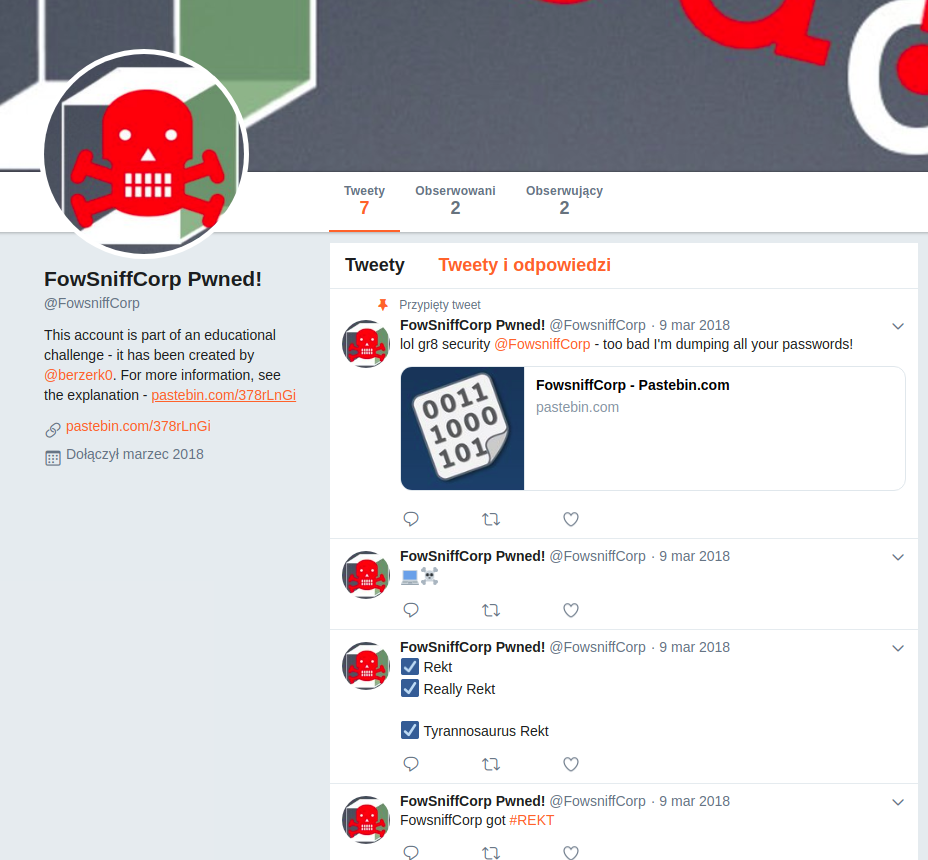 Tweety
7
Obserwowani
2
Obserwujący
2
FowSniffCorp Pwned!
@FowsniffCorp
This account is part of an educational
challenge - it has been created by
@berzerk0. For more information, see
the explanation - pastebin.com/378rLnGi
pastebin.com/378rLnGi
Dołączył marzec 2018
Tweety Tweety i odpowiedzi
Przypięty tweet
FowSniffCorp Pwned! @FowsniffCorp · 9 mar 2018
lol gr8 security @FowsniffCorp - too bad I'm dumping all your passwords!
0011
1000
101
FowsniffCorp - Pastebin.com
pastebin.com
FowSniffCorp Pwned! @FowsniffCorp · 9 mar 2018
💻☠
FowSniffCorp Pwned! @FowsniffCorp · 9 mar 2018
☑ Rekt
☑ Really Rekt
☑ Tyrannosaurus Rekt
FowSniffCorp Pwned! @FowsniffCorp · 9 mar 2018
FowsniffCorp got #REKT